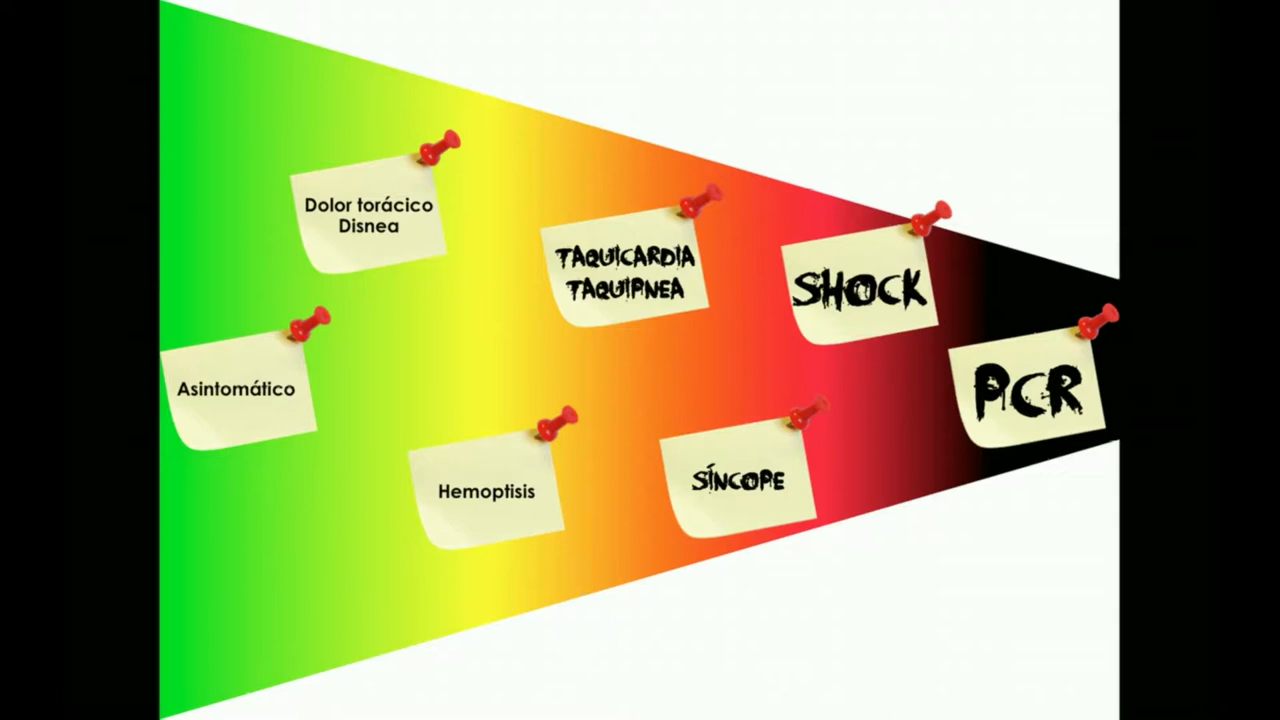 Dolor torácico
Disnea
TAQUICARDIA
TAQUIPNEA
SHOCK
Asintomático
PCR
Hemoptisis
SÍNCOPE